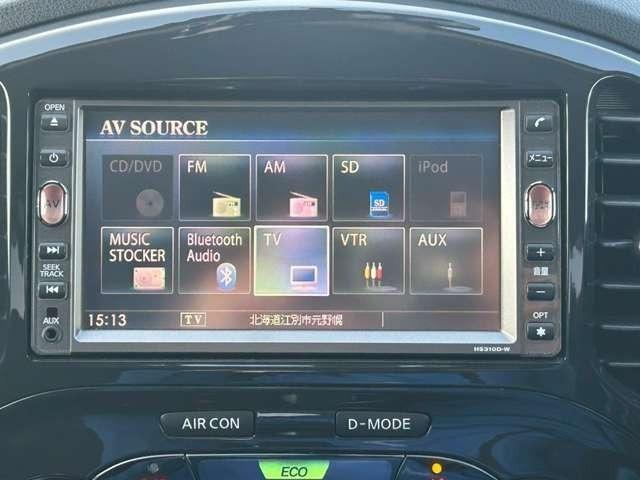 OPEN
AV SOURCE
CD/DVD FM AM SD iPod
SD
メニュー
AV
MUSIC STOCKER Bluetooth Audio TV VTR AUX
SEEK
TRACK
音量
AUX
15:13 TV 北海道江別市元野幌
OPT
HS310D-W
AIR CON D-MODE
ECO